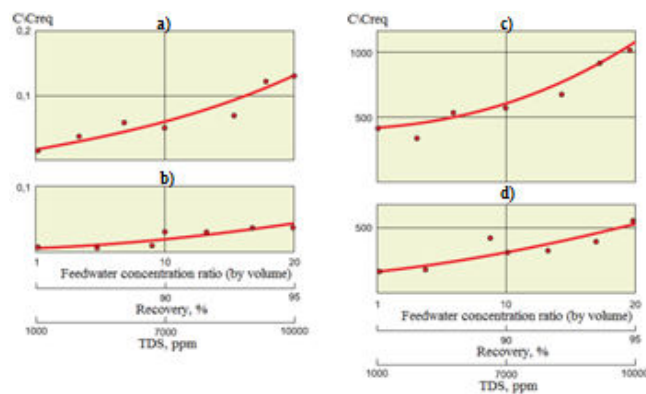 C\Creq
a)
0,2
0,1
b)
0,1
1
10
20
Feedwater concentration ratio (by volume)
90
95
Recovery, %
1000
7000
10000
TDS, ppm
C\Creq
c)
1000
500
d)
500
1
10
20
Feedwater concentration ratio (by volume)
90
95
Recovery, %
1000
7000
10000
TDS, ppm